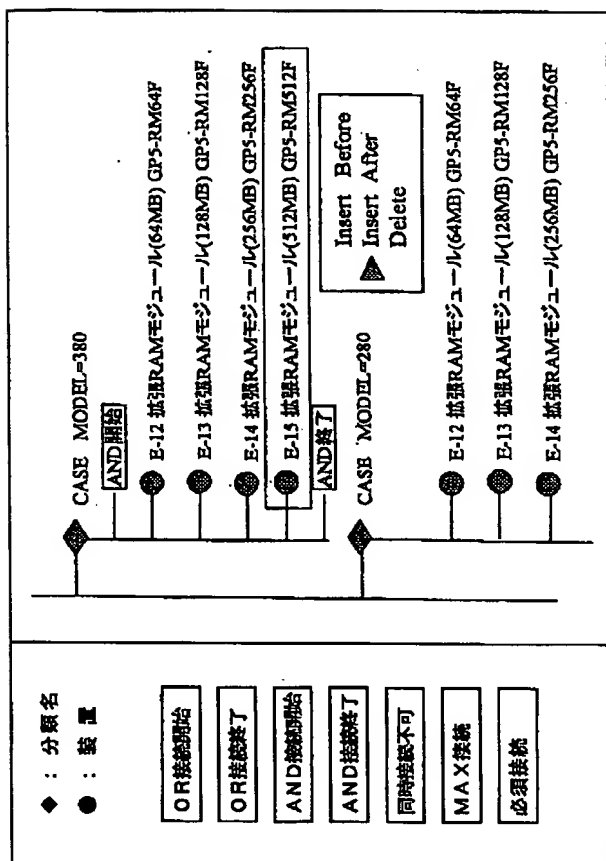 ◆：分類名
●：装置
OR接続開始
OR接続終了
AND接続開始
AND接続終了
同時接続不可
MAX接続
必須接続
CASE MODEL=380
AND開始
E-12 拡張RAMモジュール(64MB) GP5-RM64F
E-13 拡張RAMモジュール(128MB) GP5-RM128F
E-14 拡張RAMモジュール(256MB) GP5-RM256F
E-15 拡張RAMモジュール(512MB) GP5-RM512F
AND終了
Insert Before
Insert After
Delete
CASE MODEL=280
E-12 拡張RAMモジュール(64MB) GP5-RM64F
E-13 拡張RAMモジュール(128MB) GP5-RM128F
E-14 拡張RAMモジュール(256MB) GP5-RM256F